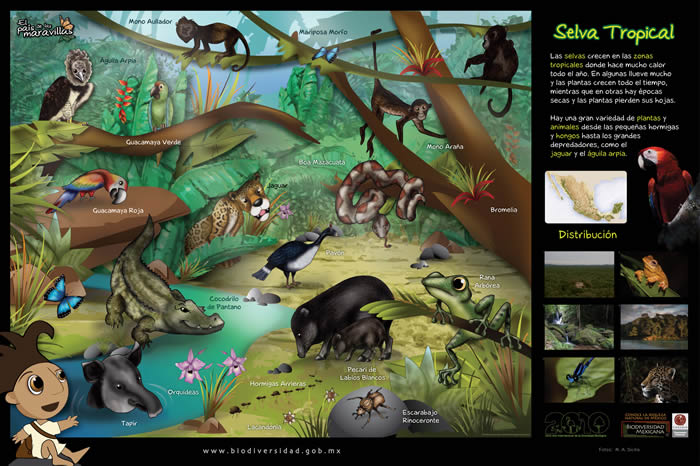 El
país de las
maravillas
Mono Aullador
Mariposa Morfo
Águila Arpía
Guacamaya Verde
Mono Araña
Boa Mazacuata
Jaguar
Guacamaya Roja
Bromelia
Pavón
Rana
Arbórea
Cocodrilo
de Pantano
Pecarí de
Labios Blancos
Orquídeas
Hormigas Arrieras
Escarabajo
Rinoceronte
Tapir
Lacandonia
www.biodiversidad.gob.mx
Selva Tropical
Las selvas crecen en las zonas
tropicales donde hace mucho calor
todo el año. En algunas llueve mucho
y las plantas crecen todo el tiempo,
mientras que en otras hay épocas
secas y las plantas pierden sus hojas.
Hay una gran variedad de plantas y
animales desde las pequeñas hormigas
y hongos hasta los grandes
depredadores, como el
jaguar y el águila arpía.
Distribución
BIODIVERSIDAD
MEXICANA